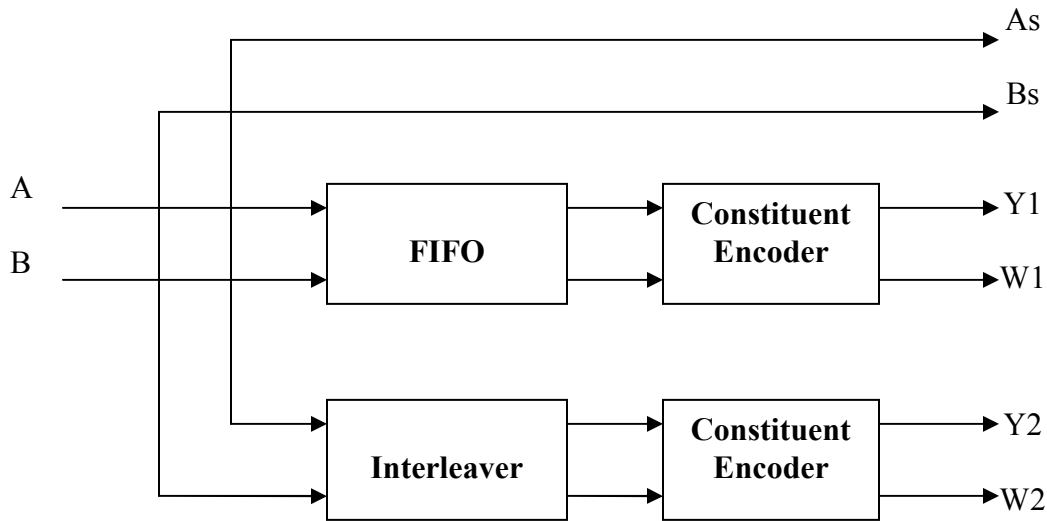 As
Bs
A
B
FIFO
Constituent
Encoder
Y1
W1
Interleaver
Constituent
Encoder
Y2
W2